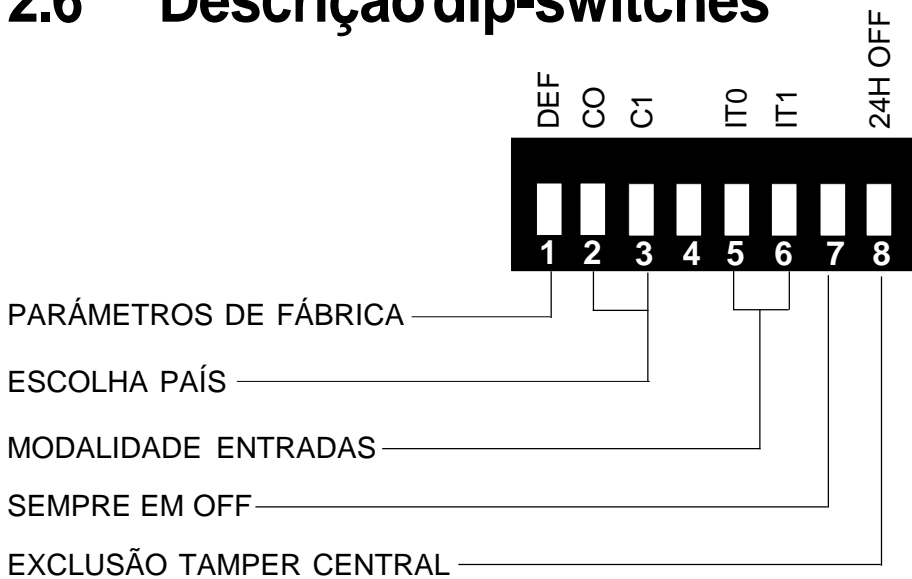 2.6 Descrição dip-switches
DEF CO C1 IT0 IT1 24H OFF
1 2 3 4 5 6 7 8
PARÁMETROS DE FÁBRICA
ESCOLHA PAÍS
MODALIDADE ENTRADAS
SEMPRE EM OFF
EXCLUSÃO TAMPER CENTRAL